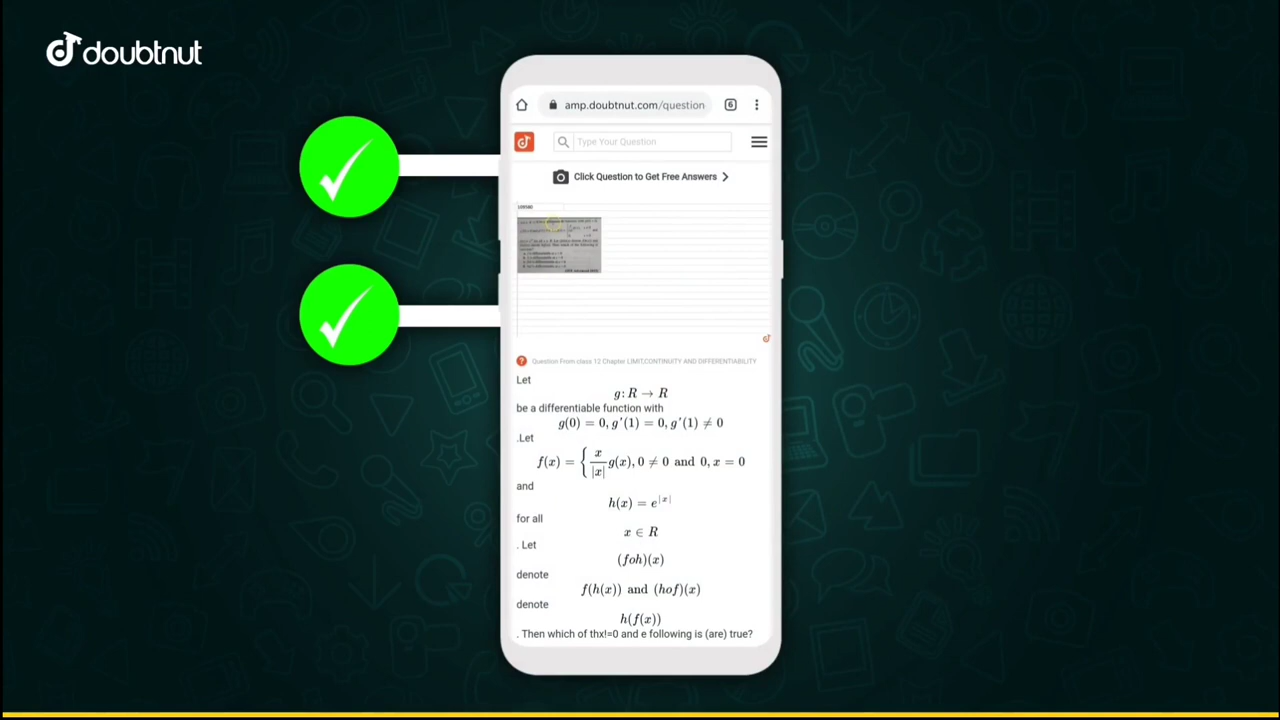 doubtnut
amp.doubtnut.com/question
6
Type Your Question
Click Question to Get Free Answers
Question From class 12 Chapter LIMIT,CONTINUITY AND DIFFERENTIABILITY
Let
g: R → R
be a differentiable function with
g(0) = 0, g′(1) = 0, g′(1) ≠ 0
.Let
f(x) = { x/|x| g(x), 0 ≠ 0 and 0, x = 0
and
h(x) = e^|x|
for all
x ∈ R
. Let
(foh)(x)
denote
f(h(x)) and (hof)(x)
denote
h(f(x))
. Then which of thx!=0 and e following is (are) true?